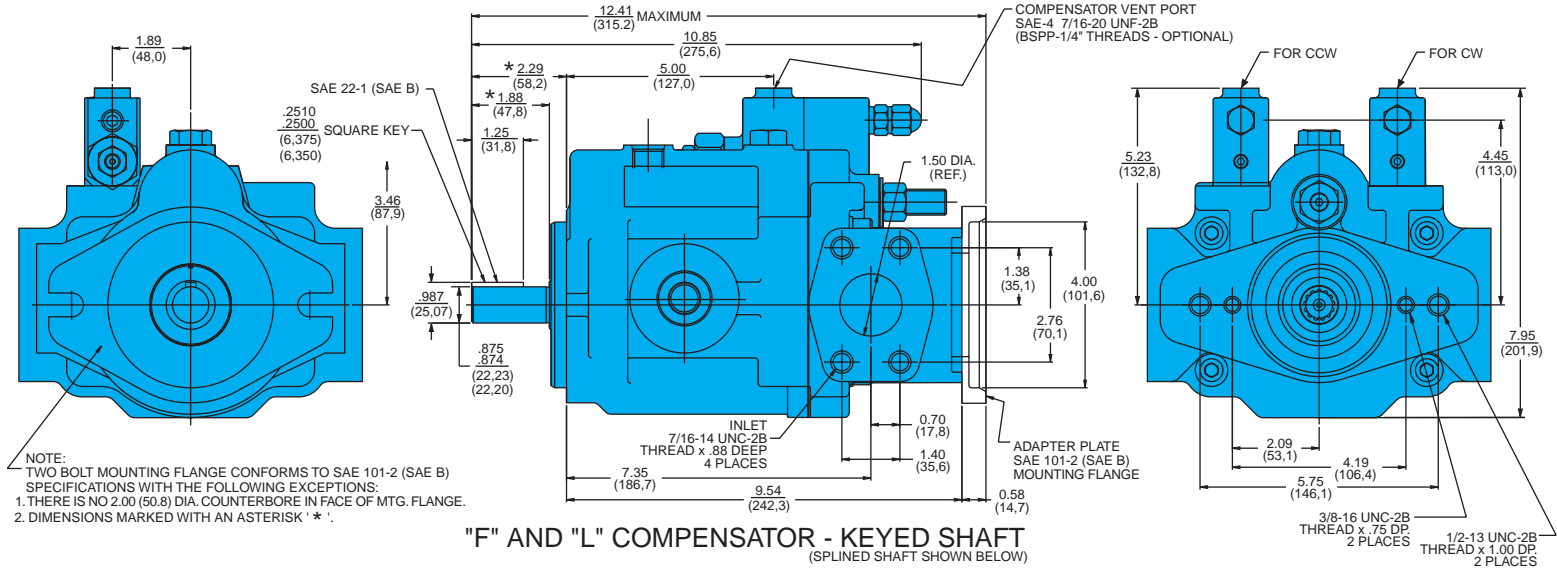 1.89
(48,0)
SAE 22-1 (SAE B)
.2510
.2500
(6,375)
(6,350)
SQUARE KEY
3.46
(87,9)
.987
(25,07)
.875
.874
(22,23)
(22,20)
NOTE:
TWO BOLT MOUNTING FLANGE CONFORMS TO SAE 101-2 (SAE B)
SPECIFICATIONS WITH THE FOLLOWING EXCEPTIONS:
1. THERE IS NO 2.00 (50.8) DIA. COUNTERBORE IN FACE OF MTG. FLANGE.
2. DIMENSIONS MARKED WITH AN ASTERISK ' * '.
12.41
(315.2)
MAXIMUM
10.85
(275,6)
* 2.29
(58,2)
5.00
(127,0)
* 1.88
(47,8)
1.25
(31,8)
COMPENSATOR VENT PORT
SAE-4 7/16-20 UNF-2B
(BSPP-1/4" THREADS - OPTIONAL)
1.50 DIA.
(REF.)
1.38
(35,1)
2.76
(70,1)
4.00
(101,6)
INLET
7/16-14 UNC-2B
THREAD x .88 DEEP
4 PLACES
0.70
(17,8)
1.40
(35,6)
7.35
(186,7)
9.54
(242,3)
0.58
(14,7)
ADAPTER PLATE
SAE 101-2 (SAE B)
MOUNTING FLANGE
FOR CCW
FOR CW
5.23
(132,8)
4.45
(113,0)
7.95
(201,9)
2.09
(53,1)
4.19
(106,4)
5.75
(146,1)
3/8-16 UNC-2B
THREAD x .75 DP.
2 PLACES
1/2-13 UNC-2B
THREAD x 1.00 DP.
2 PLACES
"F" AND "L" COMPENSATOR - KEYED SHAFT
(SPLINED SHAFT SHOWN BELOW)